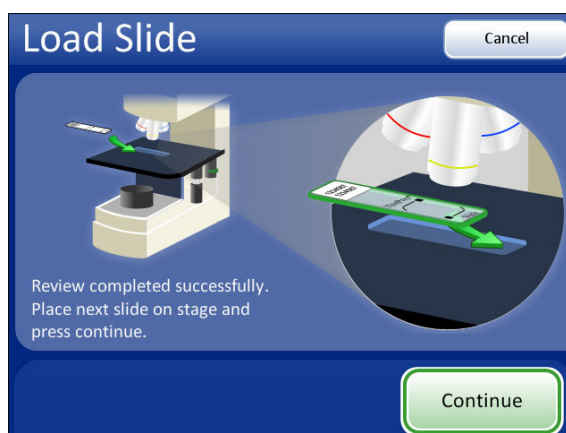 Load Slide
Cancel
Review completed successfully.
Place next slide on stage and
press continue.
Continue